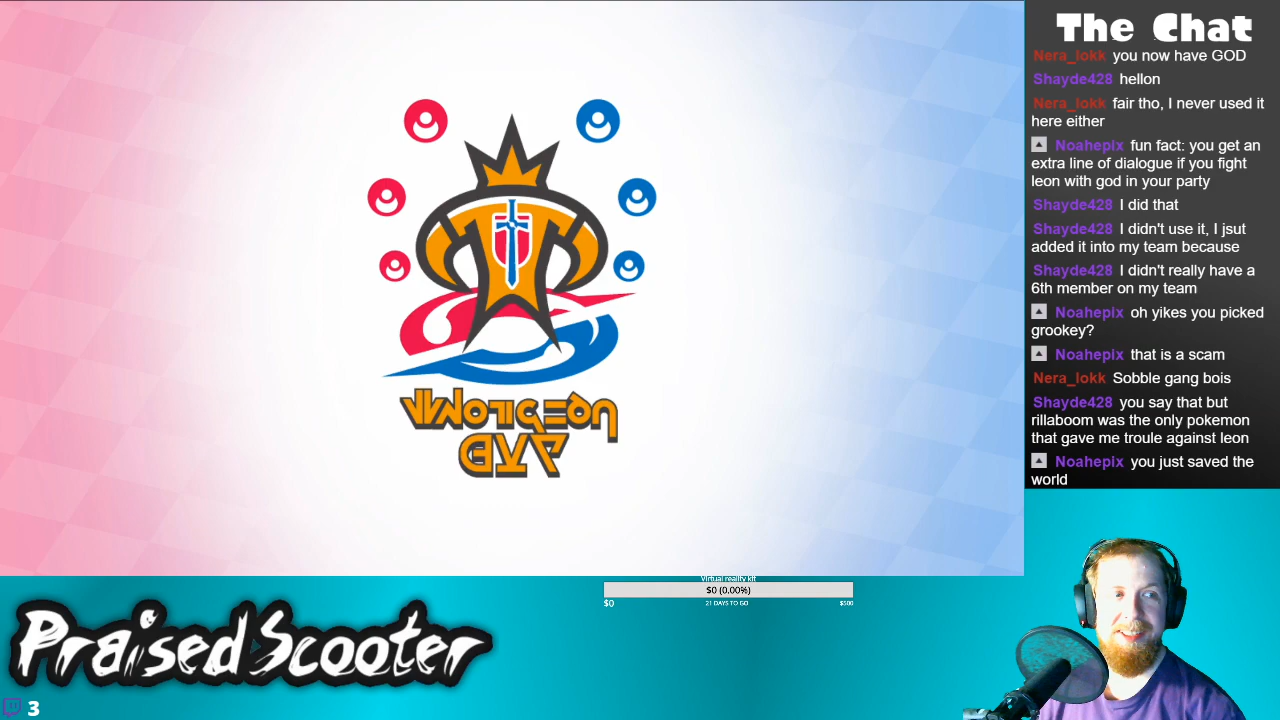 The Chat
Nera_lokk you now have GOD
Shayde428 hellon
Nera_lokk fair tho, I never used it
here either
Noahepix fun fact: you get an
extra line of dialogue if you fight
leon with god in your party
Shayde428 I did that
Shayde428 I didn't use it, I jsut
added it into my team because
Shayde428 I didn't really have a
6th member on my team
Noahepix oh yikes you picked
grookey?
Noahepix that is a scam
Nera_lokk Sobble gang bois
Shayde428 you say that but
rillaboom was the only pokemon
that gave me troule against leon
Noahepix you just saved the
world
Virtual reality kit
$0 (0.00%)
$0 21 DAYS TO GO $500
Praised Scooter
3